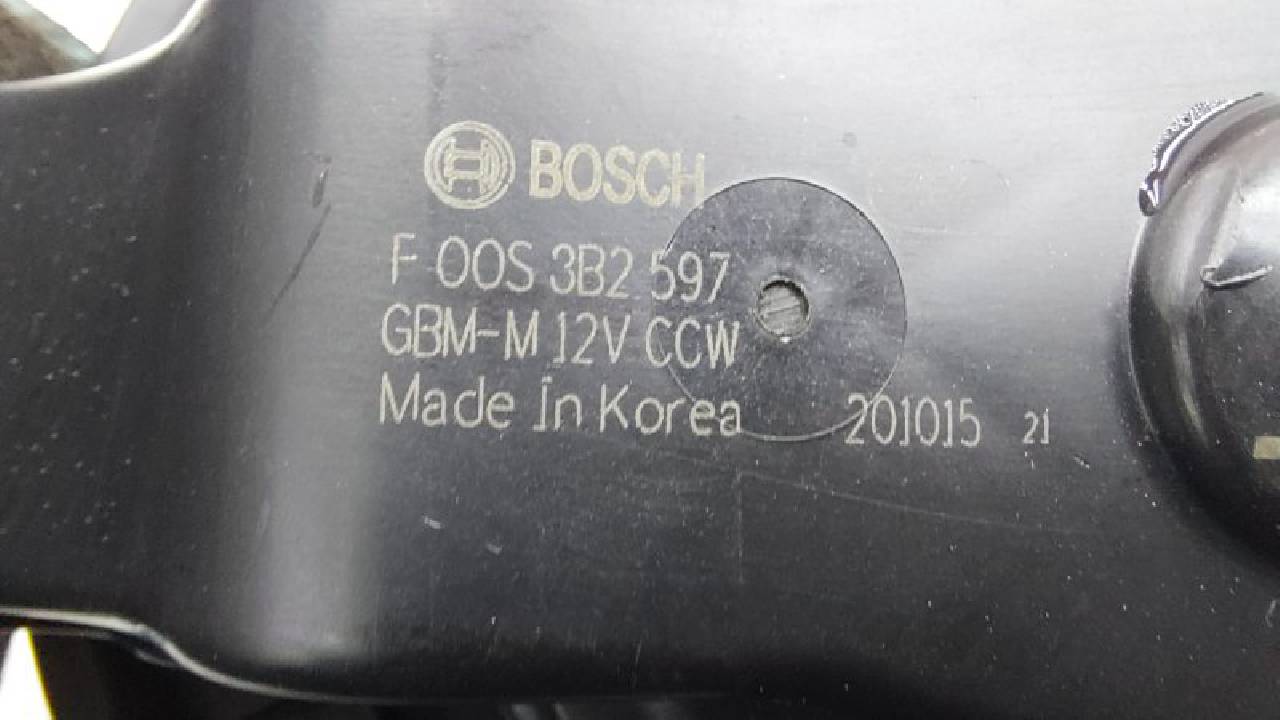 BOSCH
F 00S 3B2 597
GBM-M 12V CCW
Made In Korea 201015 21